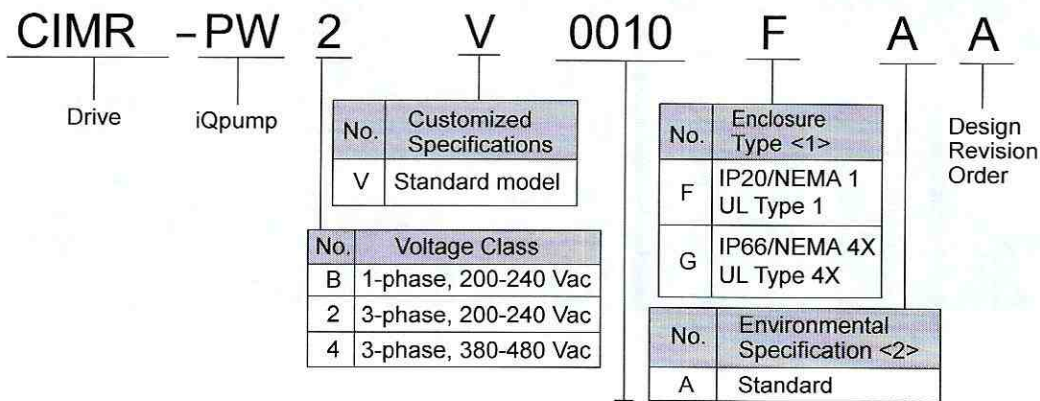 CIMR - PW 2 V 0010 F A A
Drive
iQpump
No. Customized Specifications
V Standard model
No. Voltage Class
B 1-phase, 200-240 Vac
2 3-phase, 200-240 Vac
4 3-phase, 380-480 Vac
No. Enclosure Type <1>
F IP20/NEMA 1
UL Type 1
G IP66/NEMA 4X
UL Type 4X
No. Environmental Specification <2>
A Standard
Design
Revision
Order